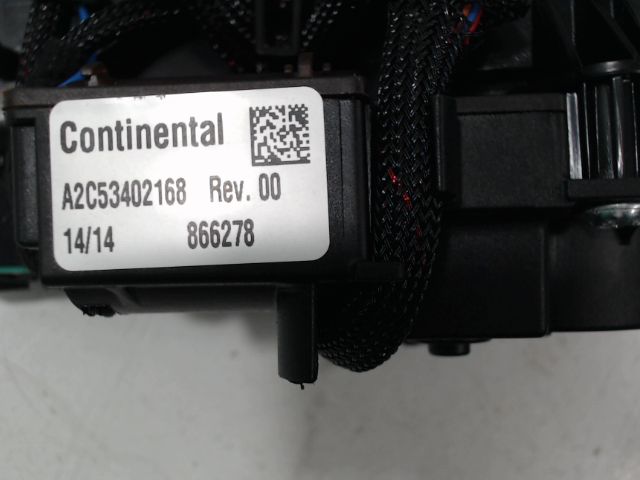 Continental
A2C53402168 Rev. 00
14/14 866278